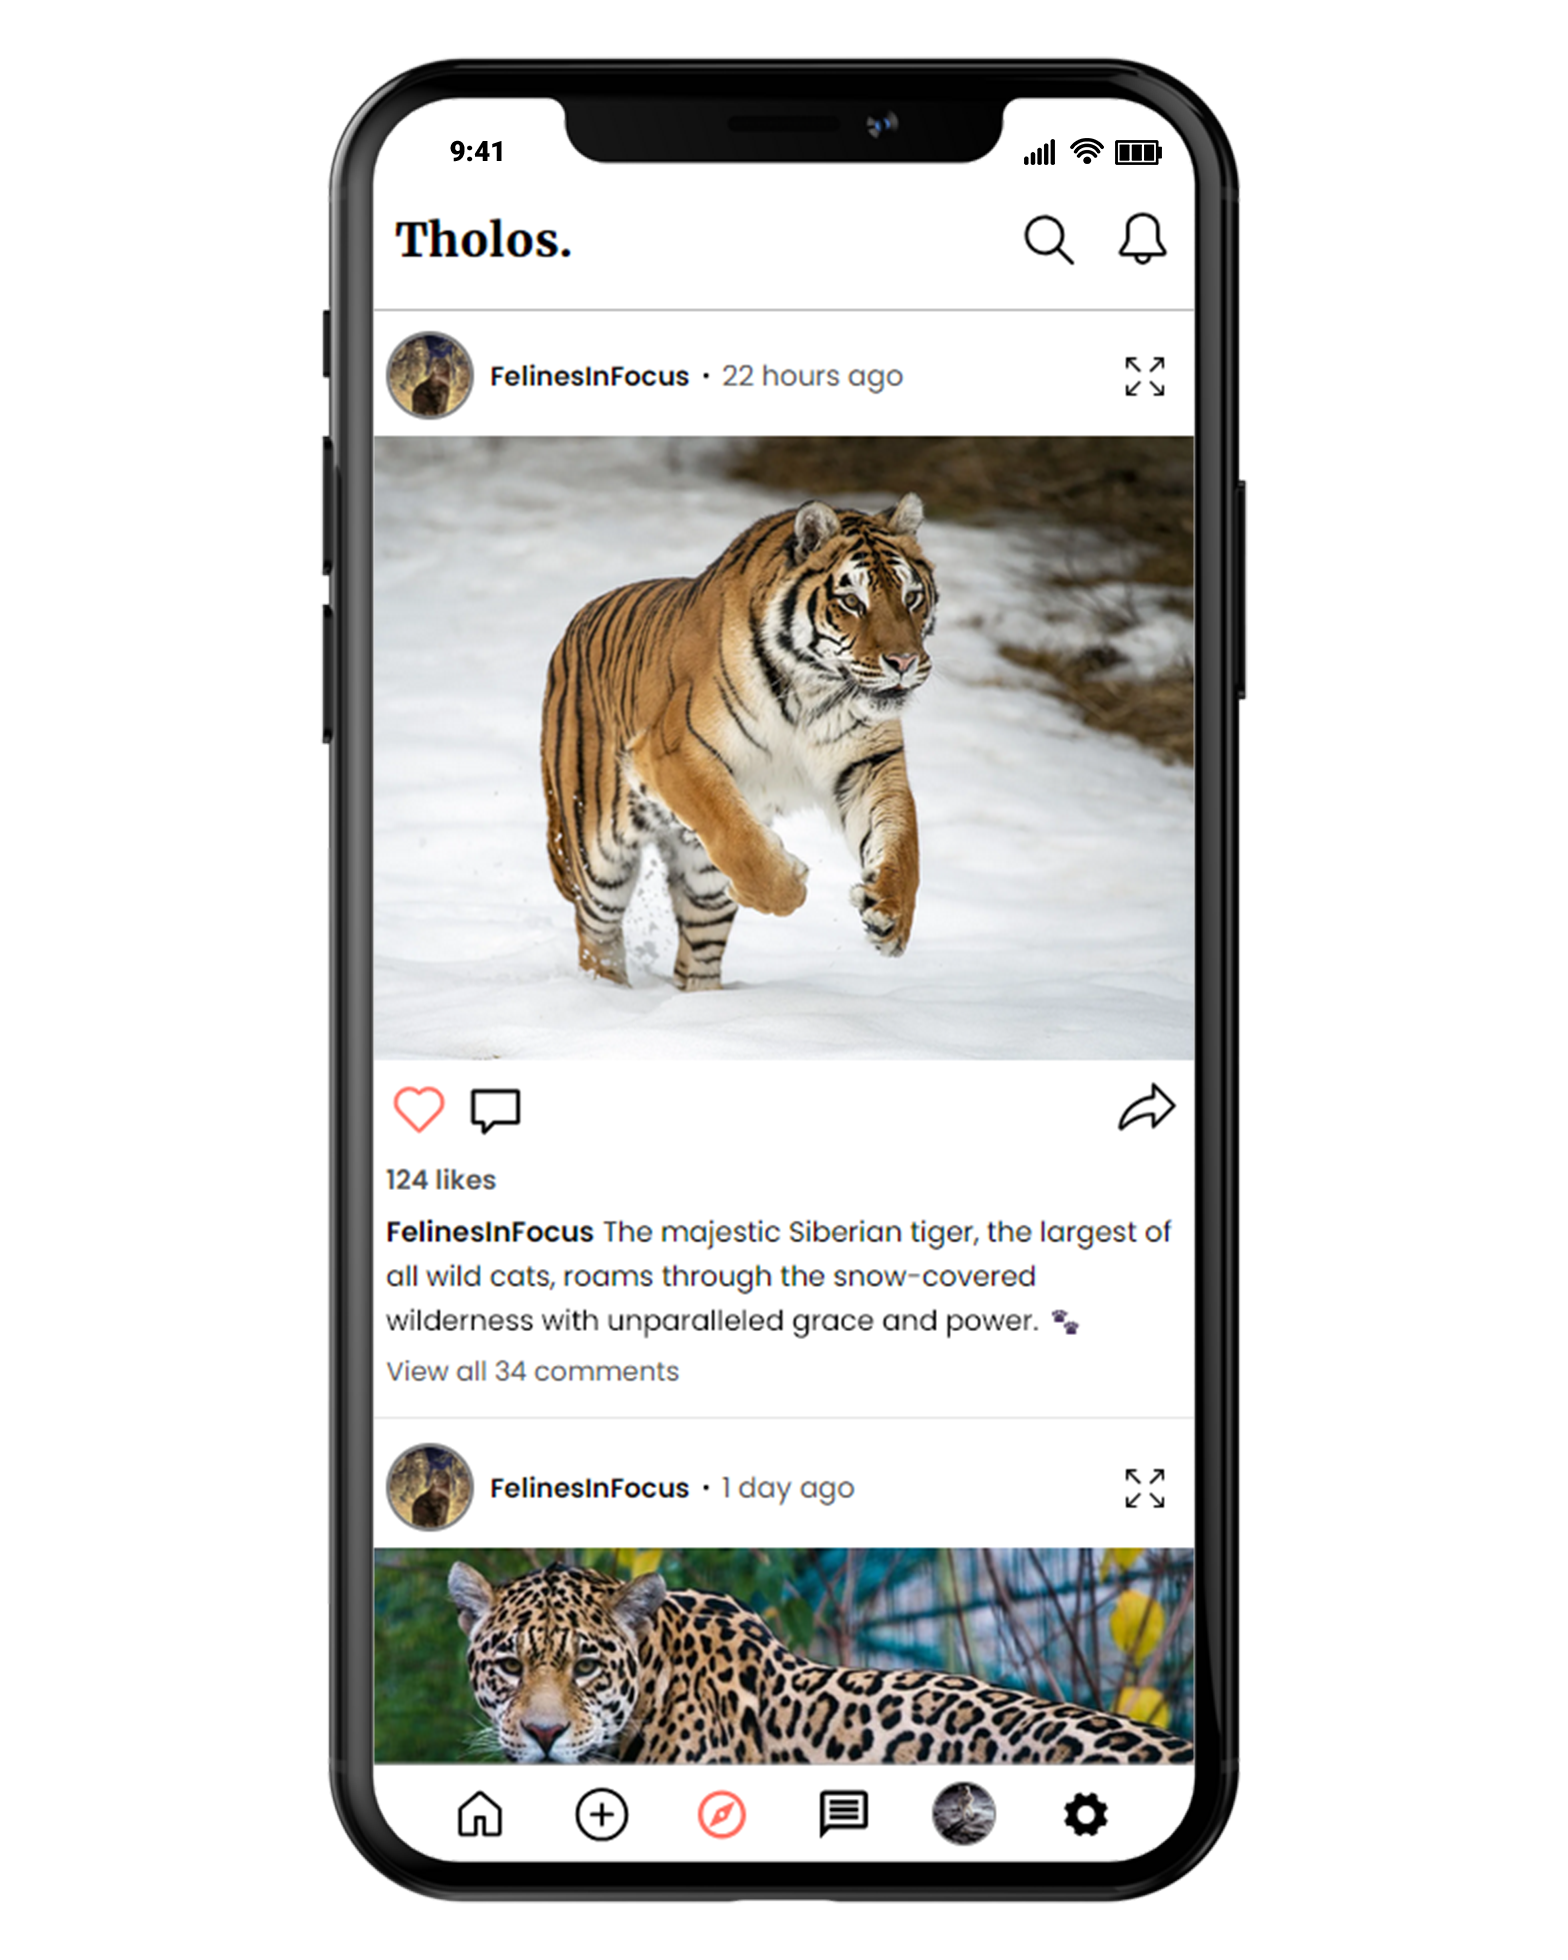 9:41
Tholos.
FelinesInFocus • 22 hours ago
124 likes
FelinesInFocus The majestic Siberian tiger, the largest of
all wild cats, roams through the snow-covered
wilderness with unparalleled grace and power. 🐾
View all 34 comments
FelinesInFocus • 1 day ago